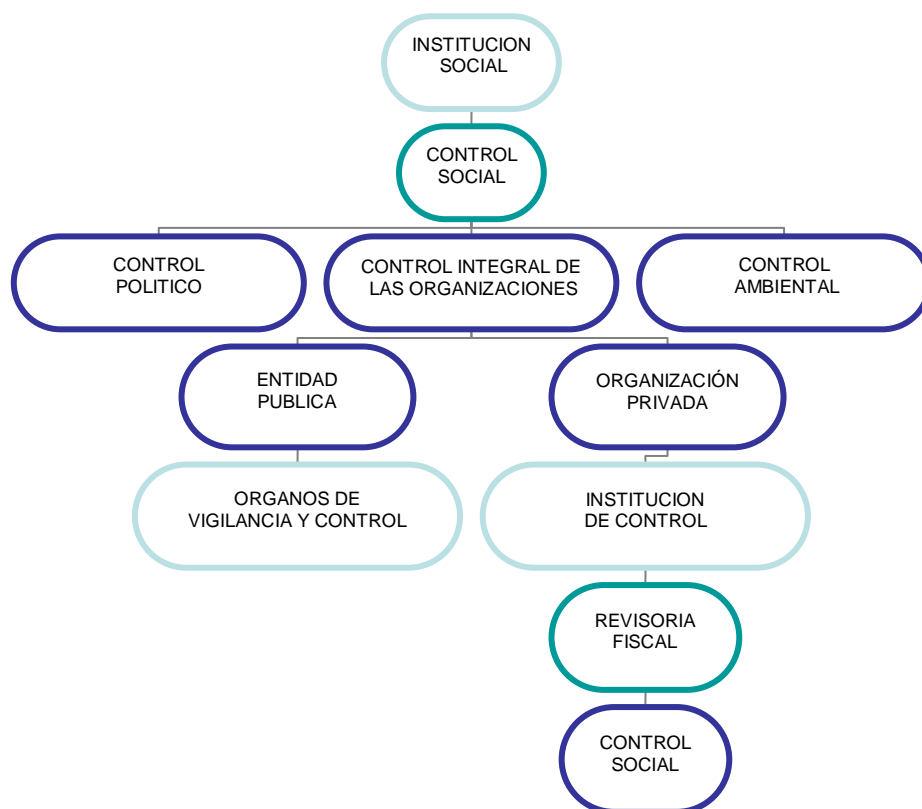 INSTITUCION
SOCIAL
CONTROL
SOCIAL
CONTROL
POLITICO
CONTROL INTEGRAL DE
LAS ORGANIZACIONES
CONTROL
AMBIENTAL
ENTIDAD
PUBLICA
ORGANIZACIÓN
PRIVADA
ORGANOS DE
VIGILANCIA Y CONTROL
INSTITUCION
DE CONTROL
REVISORIA
FISCAL
CONTROL
SOCIAL